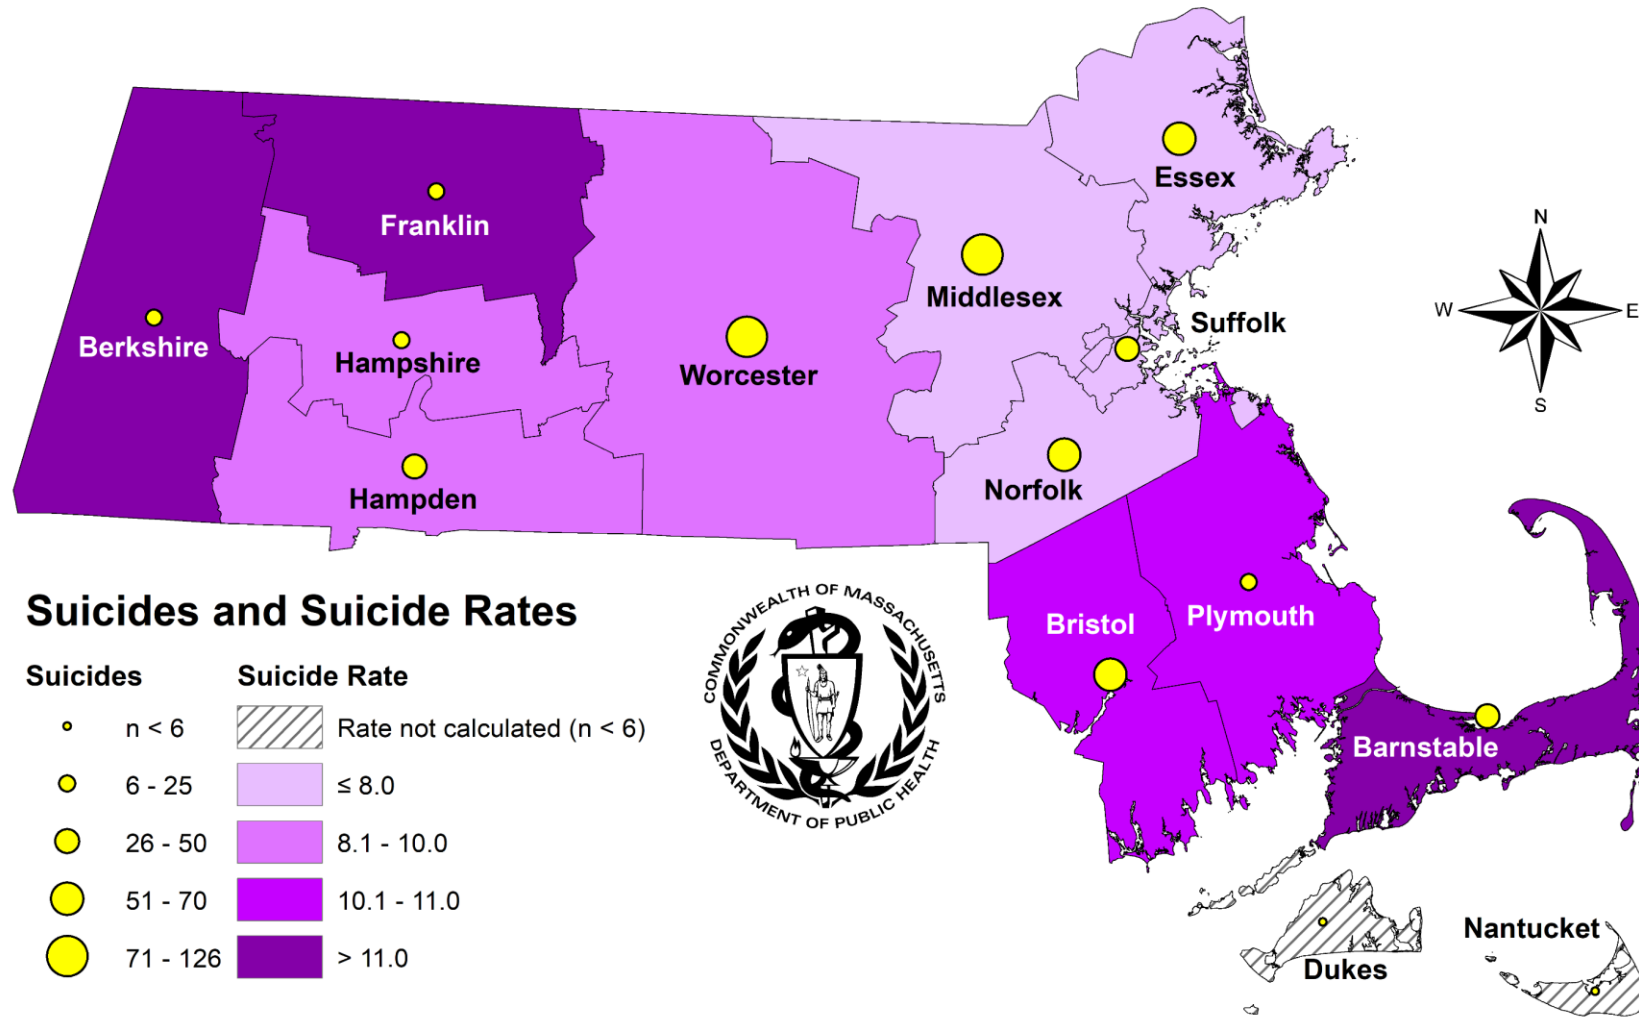 Essex
N
Franklin
Middlesex
W
E
Suffolk
Berkshire
Hampshire
Worcester
S
Hampden
Norfolk
Suicides and Suicide Rates
Suicides
Suicide Rate
n < 6
Rate not calculated (n < 6)
6 - 25
≤ 8.0
26 - 50
8.1 - 10.0
51 - 70
10.1 - 11.0
71 - 126
> 11.0
COMMONWEALTH OF MASSACHUSETTS
DEPARTMENT OF PUBLIC HEALTH
Bristol
Plymouth
Barnstable
Nantucket
Dukes